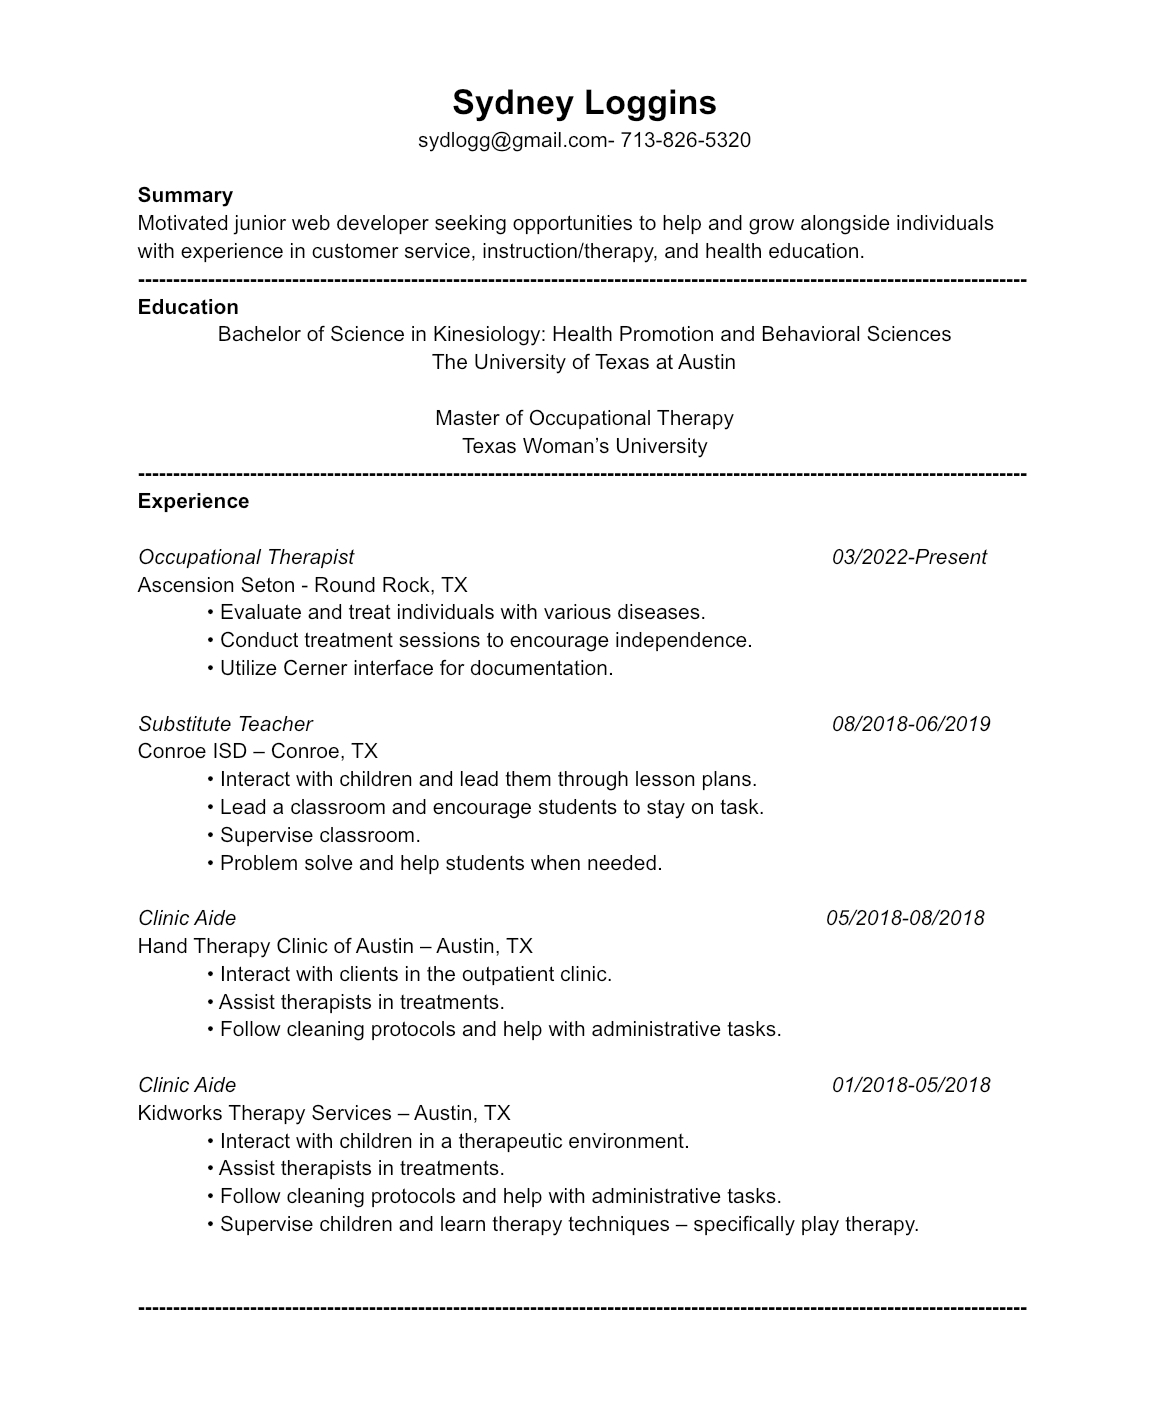 Sydney Loggins
sydlogg@gmail.com- 713-826-5320
Summary
Motivated junior web developer seeking opportunities to help and grow alongside individuals
with experience in customer service, instruction/therapy, and health education.
-------------------------------------------------------------------------------------------------------------------------------
Education
Bachelor of Science in Kinesiology: Health Promotion and Behavioral Sciences
The University of Texas at Austin
Master of Occupational Therapy
Texas Woman’s University
-------------------------------------------------------------------------------------------------------------------------------
Experience
Occupational Therapist 03/2022-Present
Ascension Seton - Round Rock, TX
• Evaluate and treat individuals with various diseases.
• Conduct treatment sessions to encourage independence.
• Utilize Cerner interface for documentation.
Substitute Teacher 08/2018-06/2019
Conroe ISD – Conroe, TX
• Interact with children and lead them through lesson plans.
• Lead a classroom and encourage students to stay on task.
• Supervise classroom.
• Problem solve and help students when needed.
Clinic Aide 05/2018-08/2018
Hand Therapy Clinic of Austin – Austin, TX
• Interact with clients in the outpatient clinic.
• Assist therapists in treatments.
• Follow cleaning protocols and help with administrative tasks.
Clinic Aide 01/2018-05/2018
Kidworks Therapy Services – Austin, TX
• Interact with children in a therapeutic environment.
• Assist therapists in treatments.
• Follow cleaning protocols and help with administrative tasks.
• Supervise children and learn therapy techniques – specifically play therapy.
-------------------------------------------------------------------------------------------------------------------------------